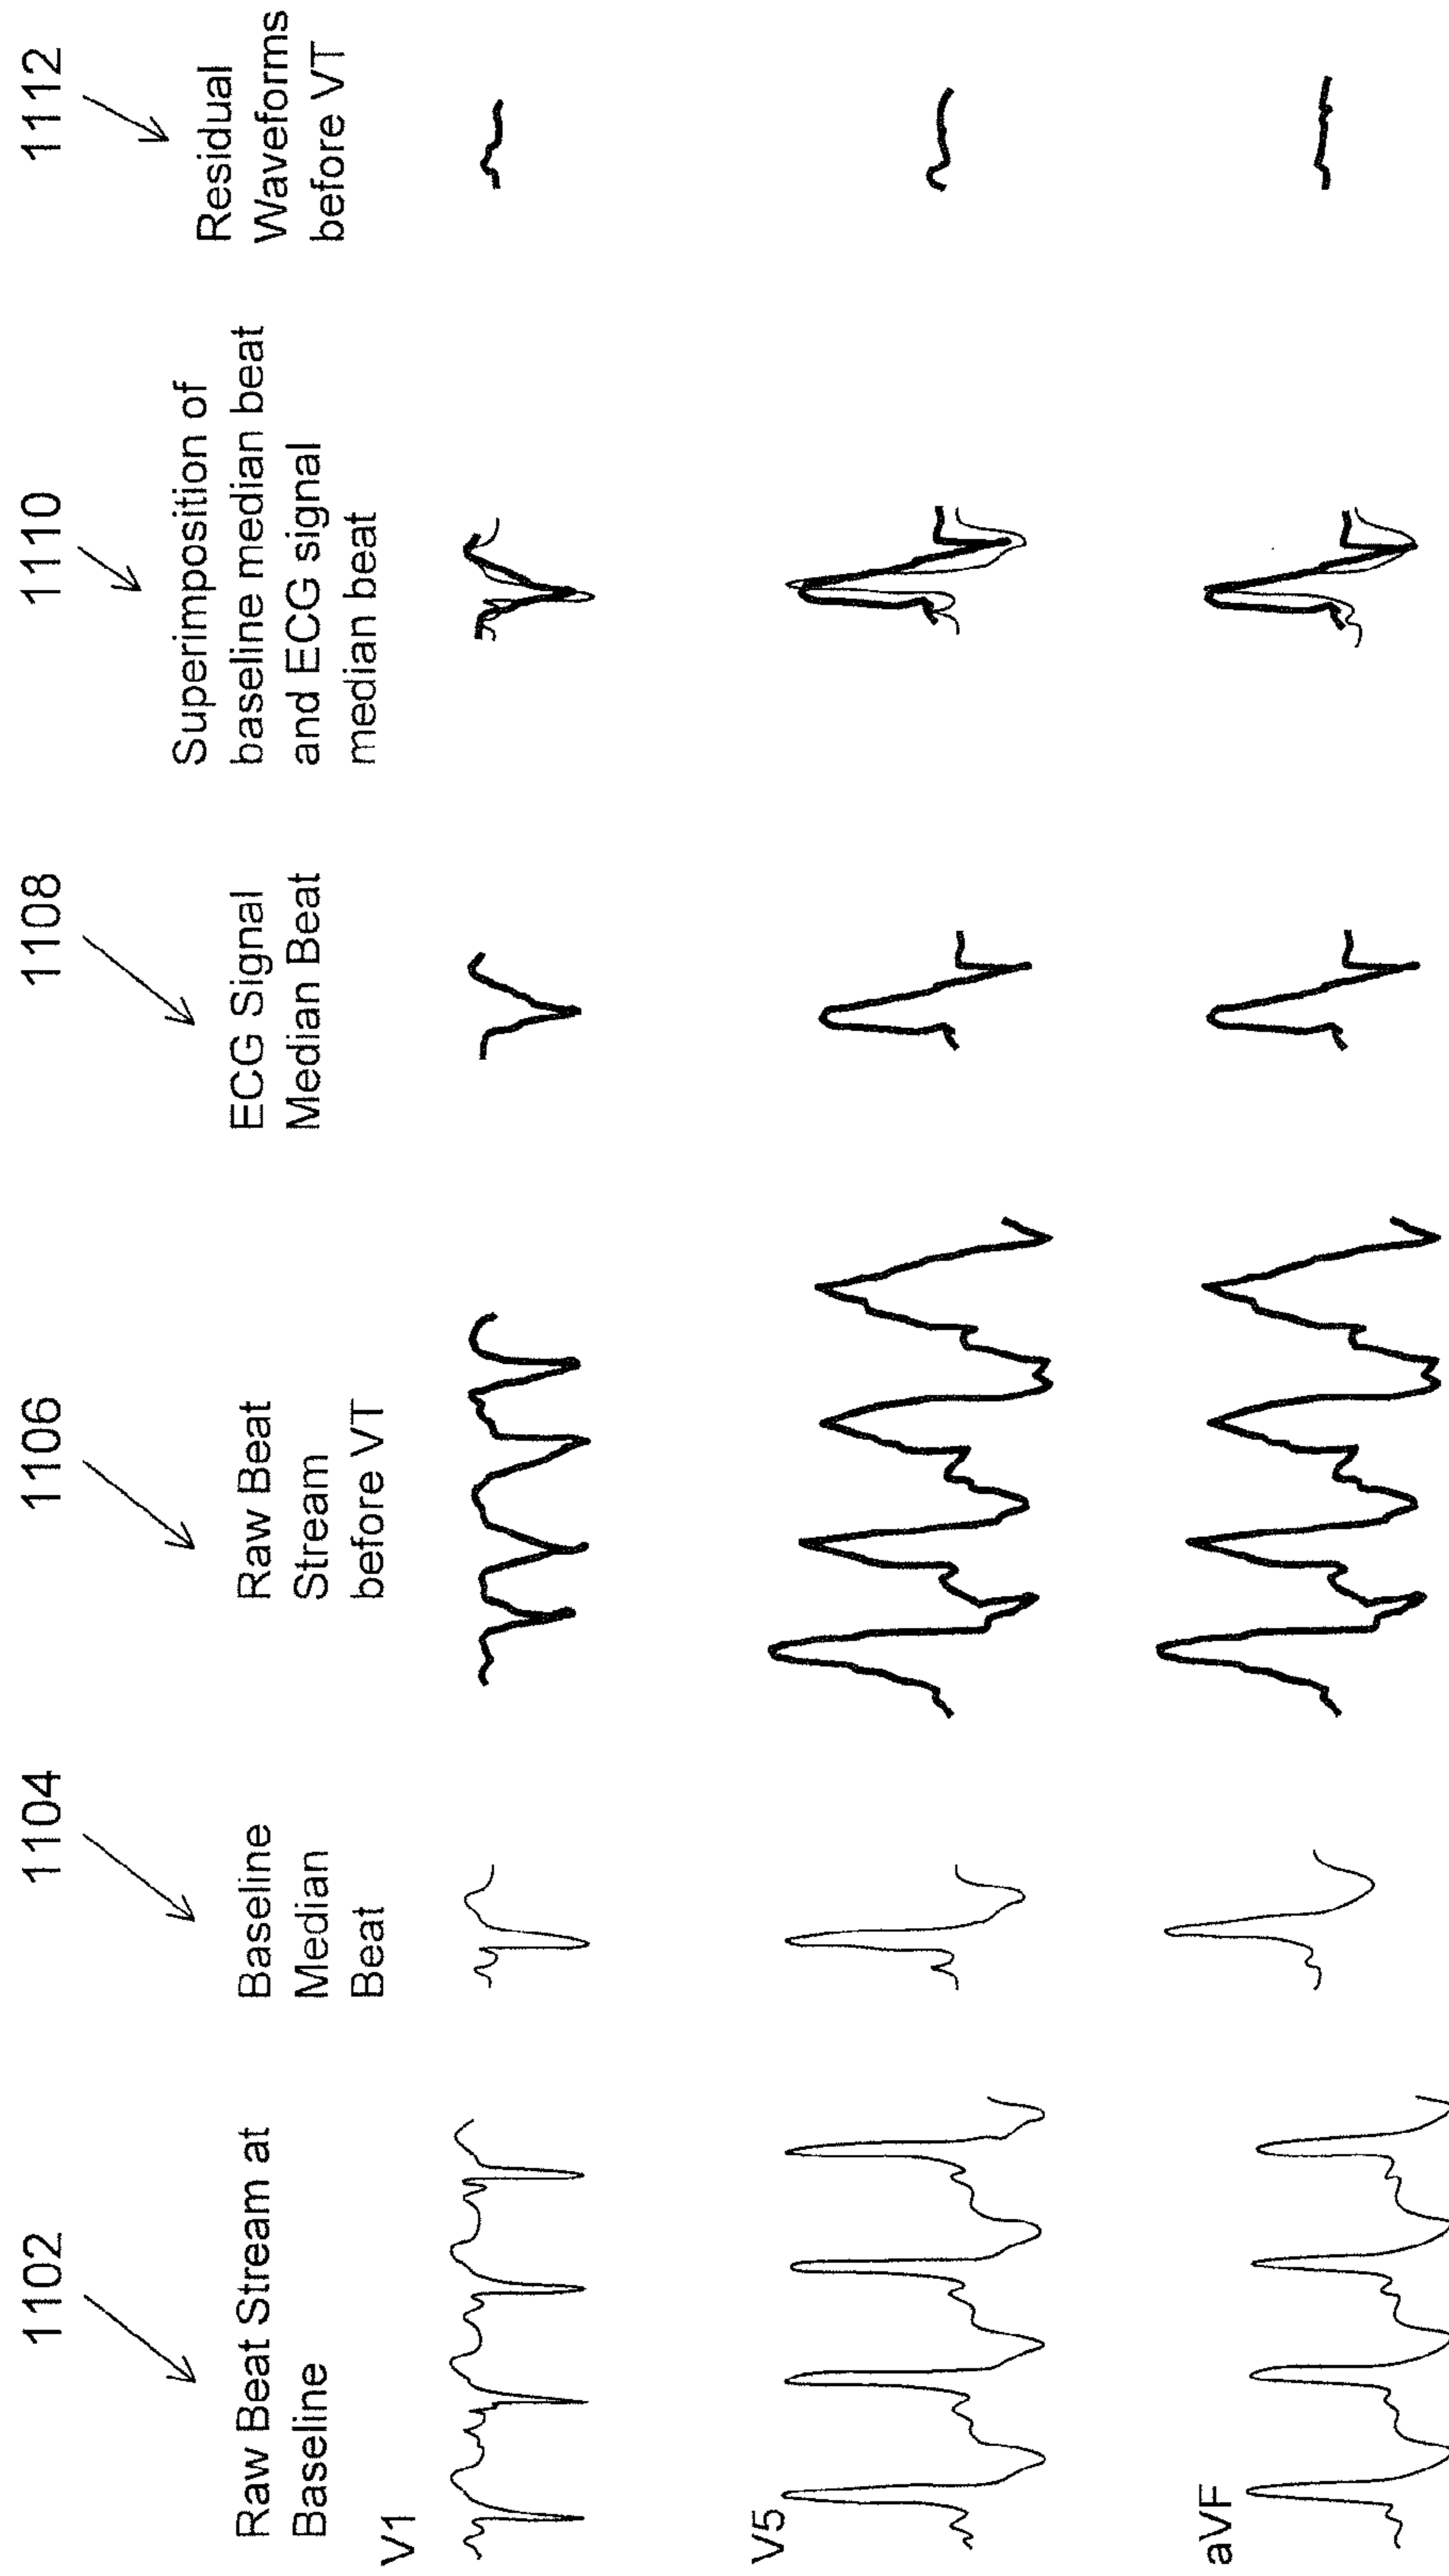 1102
Raw Beat Stream at
Baseline
1104
Baseline
Median
Beat
1106
Raw Beat
Stream
before VT
1108
ECG Signal
Median Beat
1110
Superimposition of
baseline median beat
and ECG signal
median beat
1112
Residual
Waveforms
before VT
V1
V5
aVF